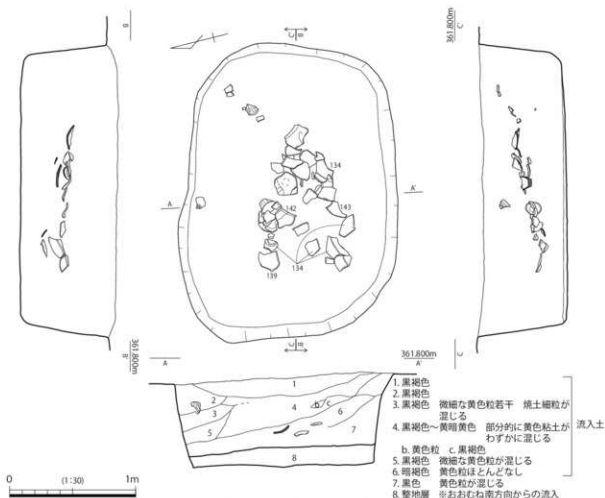 B
C
C'
361.800m
C
134
A
A'
142
143
139
134
B'
361.800m
C
C'
C'
A
361.800m
A'
1
2
3
4
b
c
5
6
7
8
1. 黒褐色
2. 黒褐色
3. 黒褐色 微細な黄色粒若干 焼土細粒が
混じる
4. 黒褐色~黄暗黄色 部分的に黄色粘土が
わずかに混じる
b. 黄色粒 c. 黒褐色
5. 黒褐色 微細な黄色粒が混じる
6. 暗褐色 黄色粒ほとんどなし
7. 黒色 黄色粒が混じる
8. 整地層 ※おおむね南方向からの流入
流入土
0 (1:30) 1m